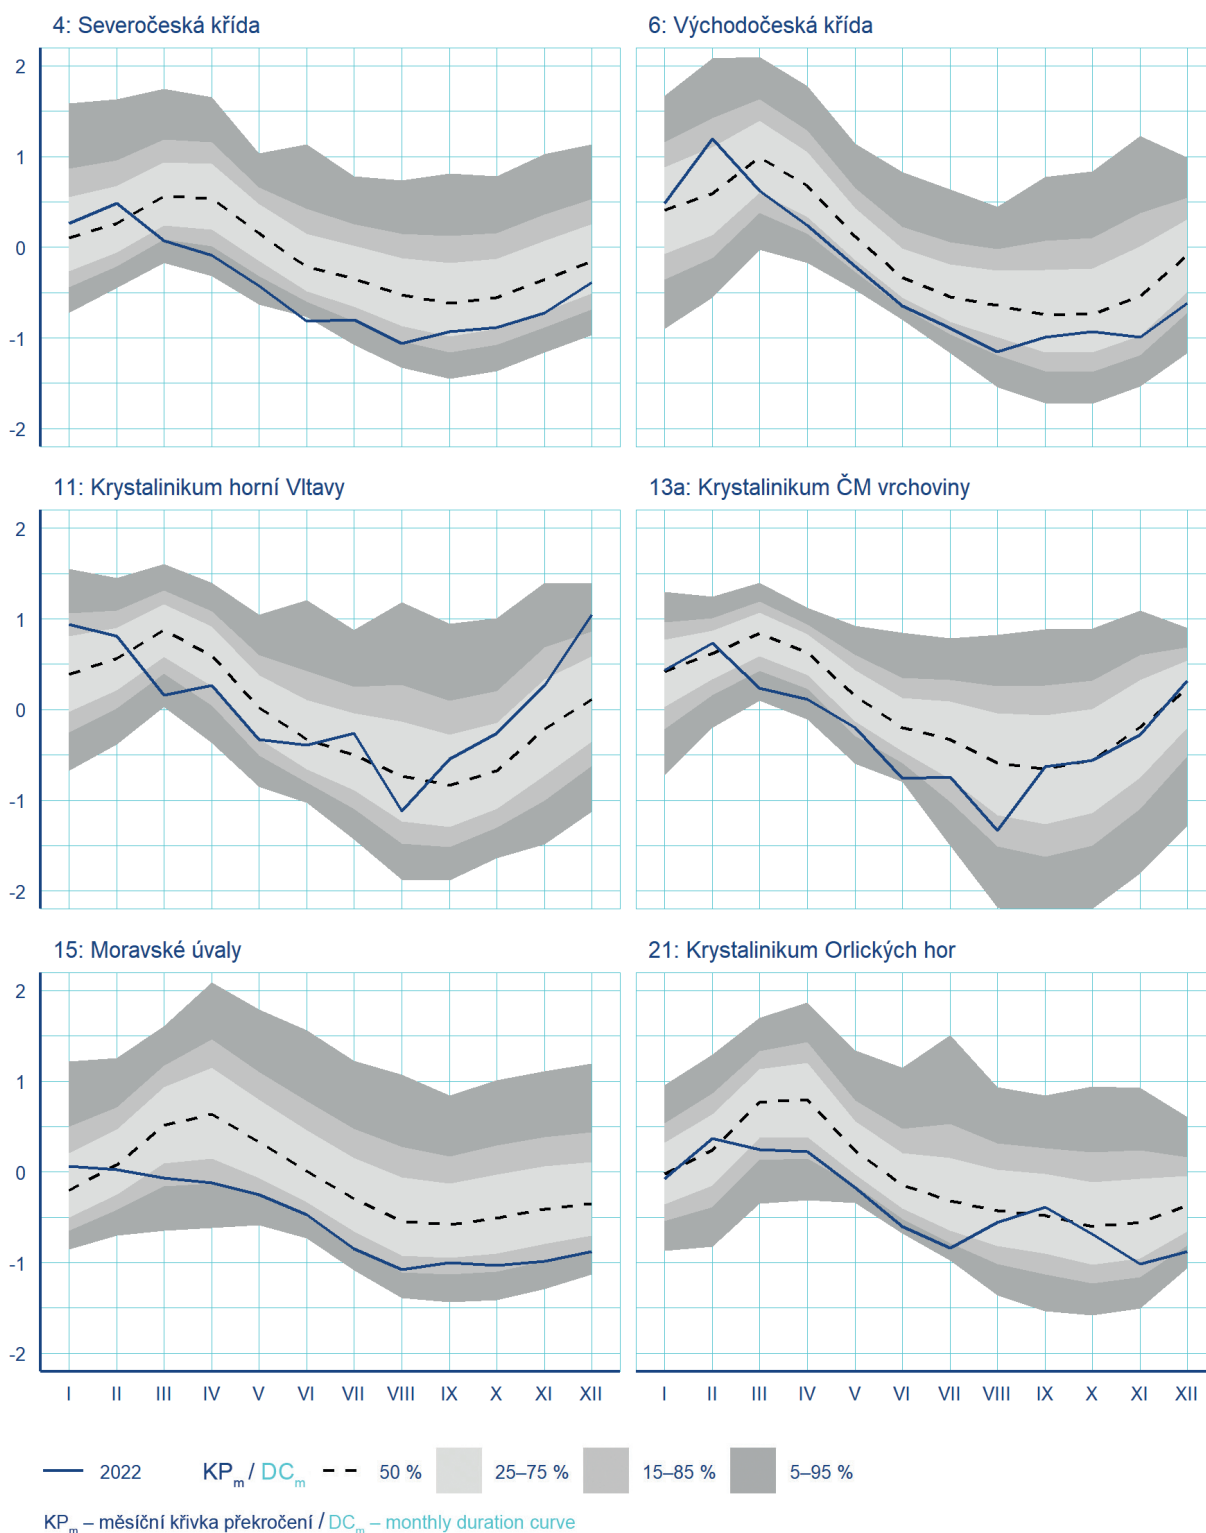 4: Severočeská křída
6: Východočeská křída
2
1
0
-1
-2
11: Krystalinikum horní Vltavy
13a: Krystalinikum ČM vrchoviny
2
1
0
-1
-2
15: Moravské úvaly
21: Krystalinikum Orlických hor
2
1
0
-1
-2
I II III IV V VI VII VIII IX X XI XII
I II III IV V VI VII VIII IX X XI XII
2022 KPm / DCm 50 % 25–75 % 15–85 % 5–95 %
KPm – měsíční křivka překročení / DCm – monthly duration curve